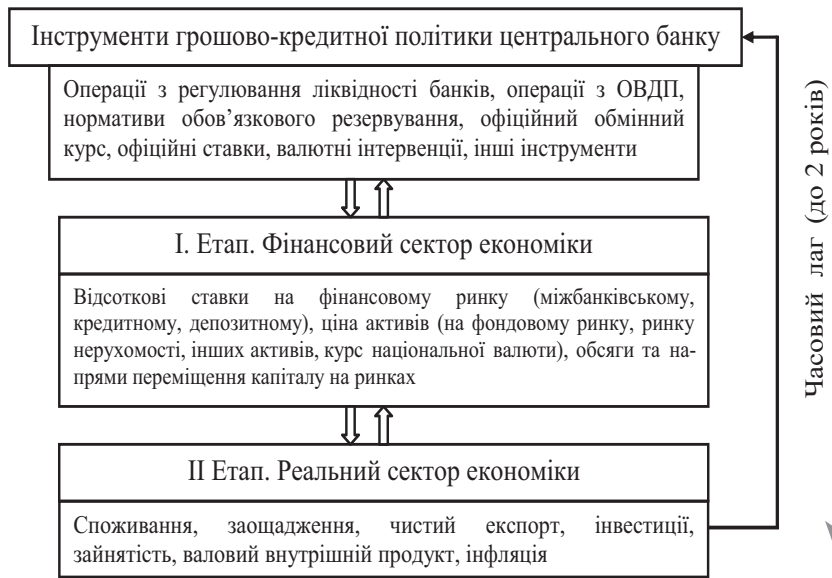 Інструменти грошово-кредитної політики центрального банку
Операції з регулювання ліквідності банків, операції з ОВДП,
нормативи обов’язкового резервування, офіційний обмінний
курс, офіційні ставки, валютні інтервенції, інші інструменти
І. Етап. Фінансовий сектор економіки
Відсоткові ставки на фінансовому ринку (міжбанківському,
кредитному, депозитному), ціна активів (на фондовому ринку, ринку
нерухомості, інших активів, курс національної валюти), обсяги та на-
прями переміщення капіталу на ринках
ІІ Етап. Реальний сектор економіки
Споживання, заощадження, чистий експорт, інвестиції,
зайнятість, валовий внутрішній продукт, інфляція
Часовий лаг (до 2 років)